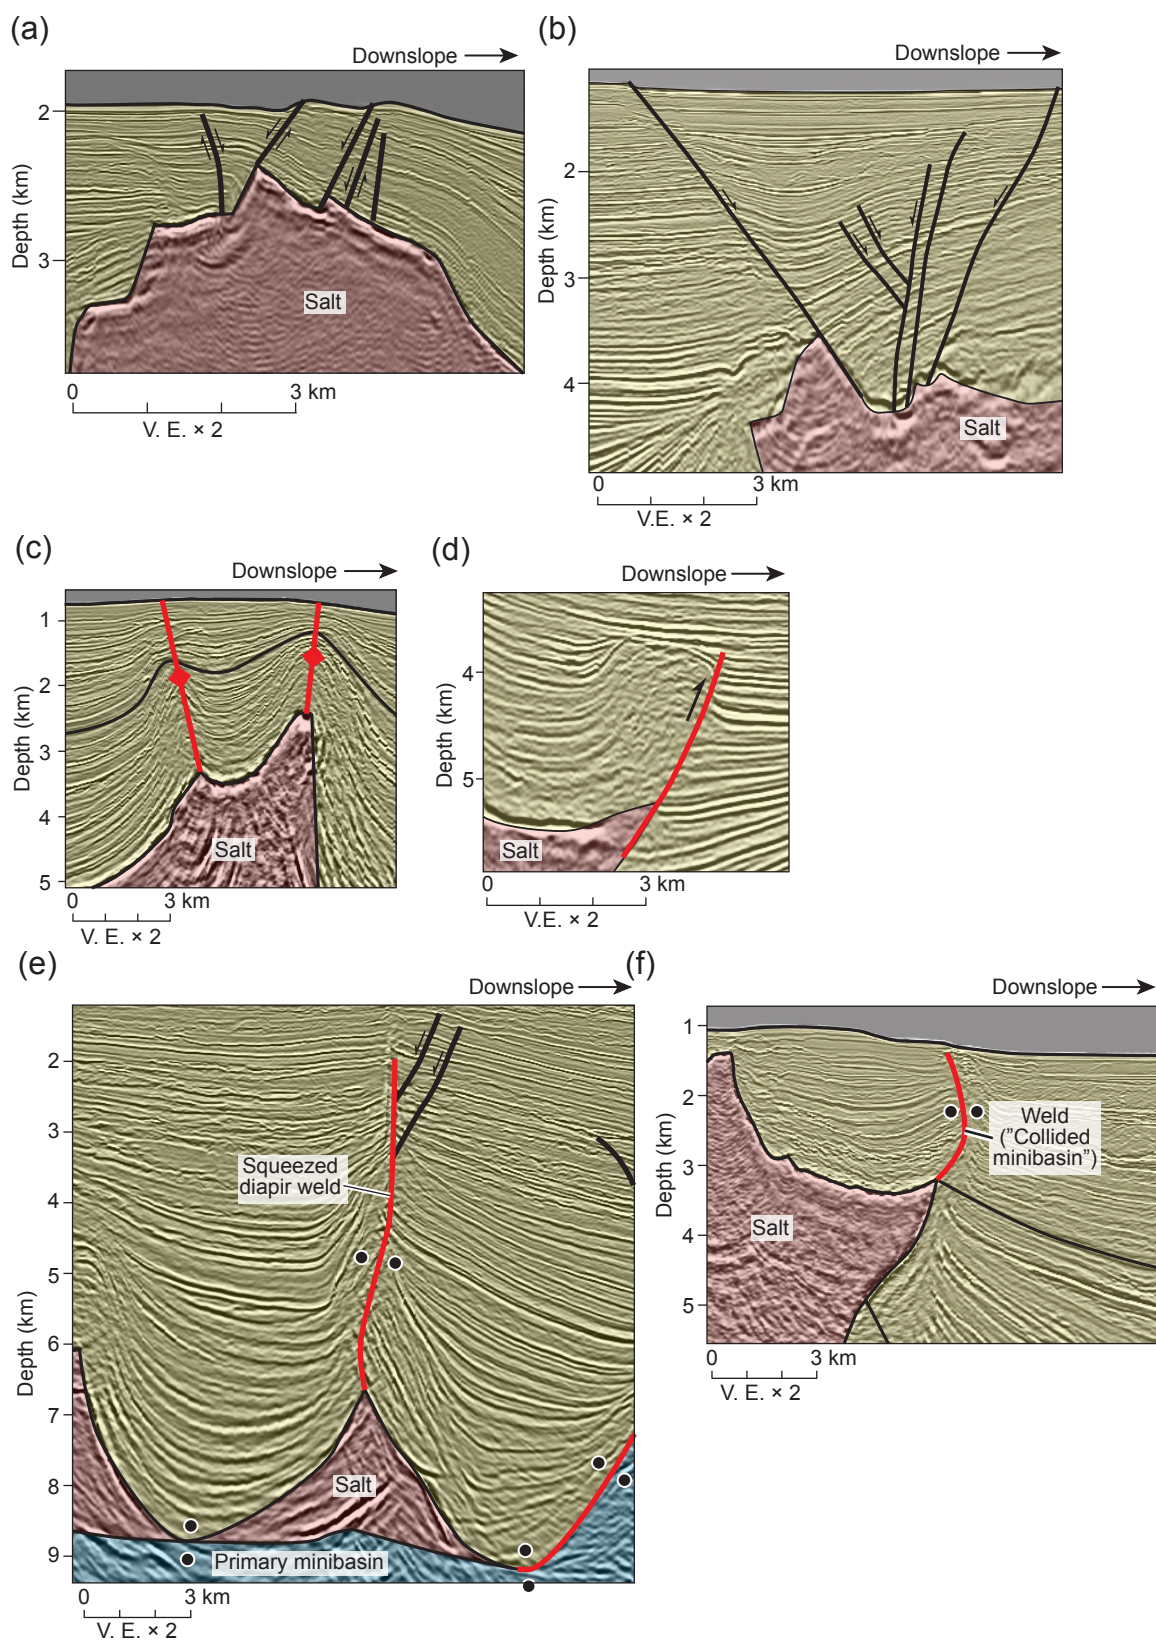 (a)
Downslope
2
3
Depth (km)
Salt
0
3 km
V. E. × 2
(b)
Downslope
2
3
4
Depth (km)
Salt
0
3 km
V.E. × 2
(c)
Downslope
1
2
3
4
5
Depth (km)
Salt
0
3 km
V. E. × 2
(d)
Downslope
4
5
Depth (km)
Salt
0
3 km
V.E. × 2
(e)
Downslope
2
3
4
5
6
7
8
9
Depth (km)
Squeezed
diapir weld
Salt
Primary minibasin
0
3 km
V. E. × 2
(f)
Downslope
1
2
3
4
5
Depth (km)
Weld
("Collided
minibasin")
Salt
0
3 km
V. E. × 2